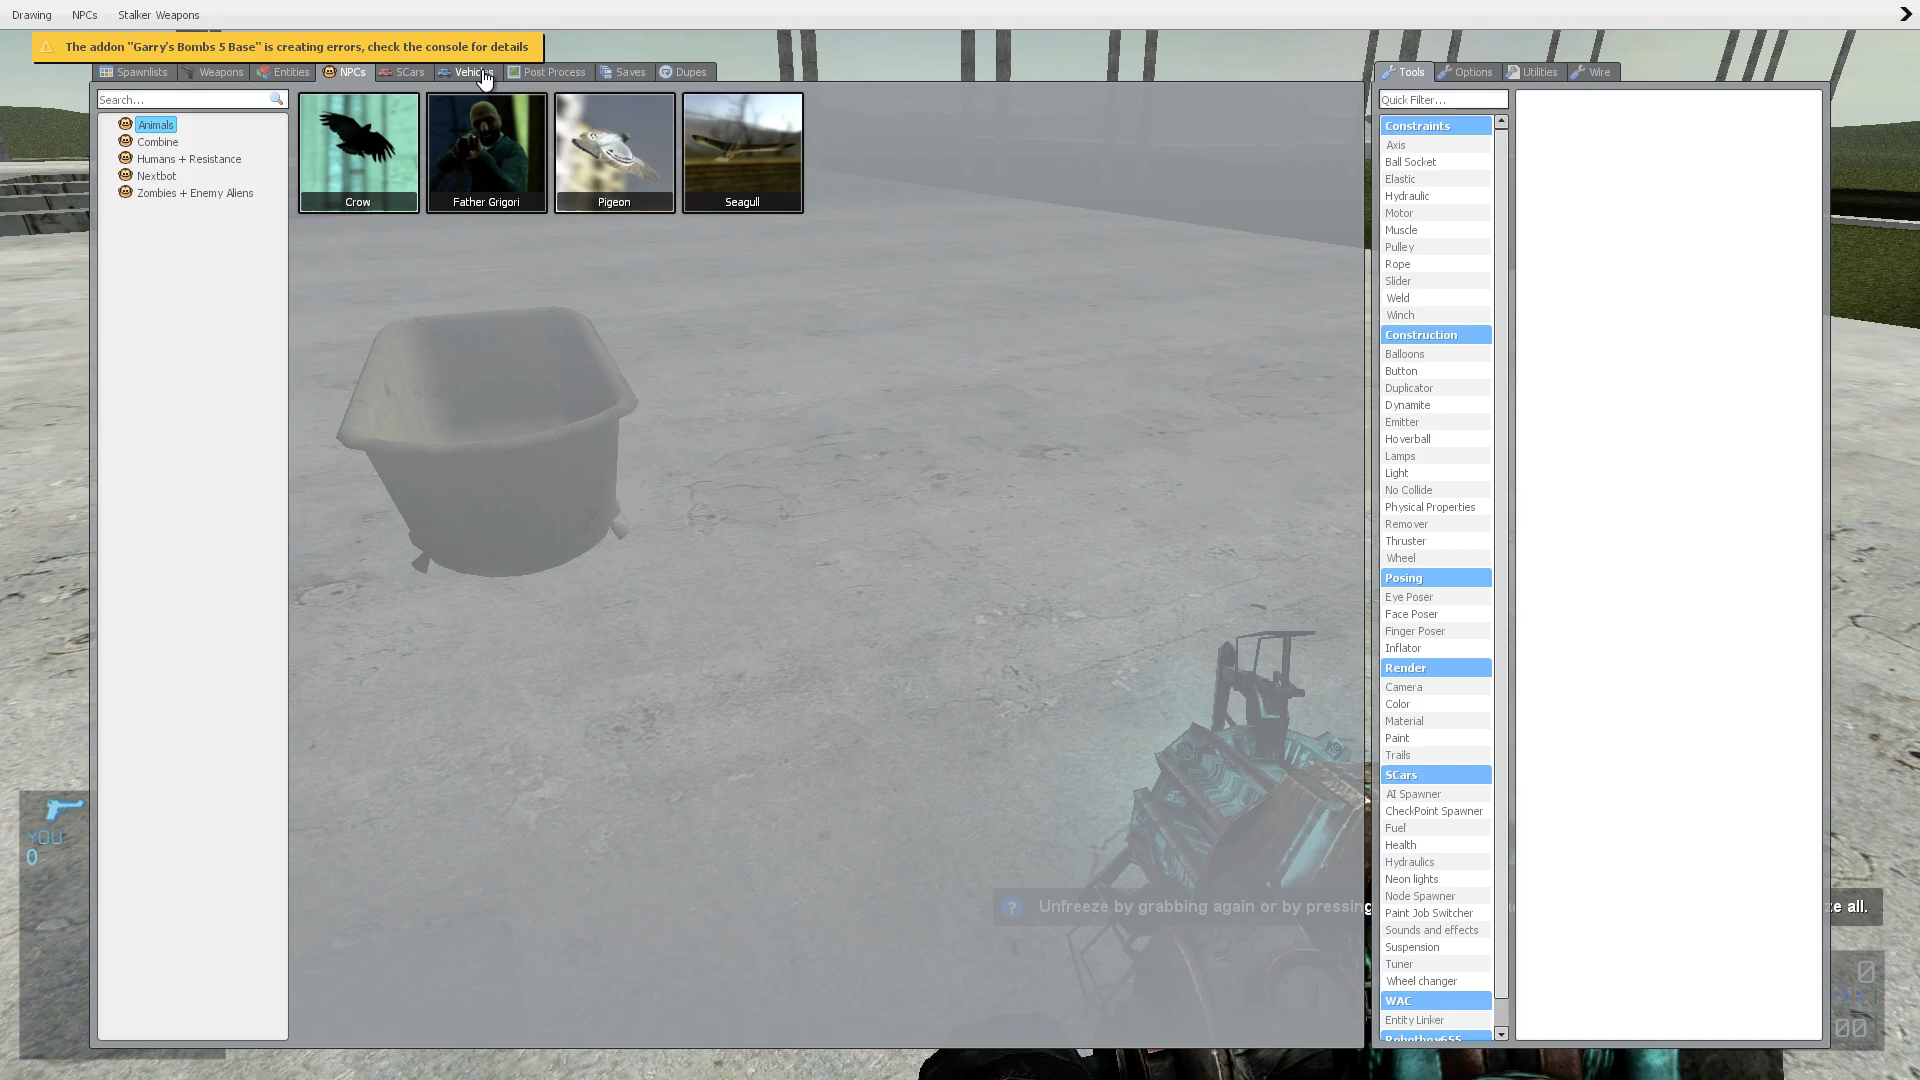 Drawing NPCs Stalker Weapons
The addon "Garry's Bombs 5 Base" is creating errors, check the console for details
Spawnlists Weapons Entities NPCs SCars Vehicles Post Process Saves Dupes
Tools Options Utilities Wire
Search...
Animals
Combine
Humans + Resistance
Nextbot
Zombies + Enemy Aliens
Crow
Father Grigori
Pigeon
Seagull
Quick Filter...
Constraints
Axis
Ball Socket
Elastic
Hydraulic
Motor
Muscle
Pulley
Rope
Slider
Weld
Winch
Construction
Balloons
Button
Duplicator
Dynamite
Emitter
Hoverball
Lamps
Light
No Collide
Physical Properties
Remover
Thruster
Wheel
Posing
Eye Poser
Face Poser
Finger Poser
Inflator
Render
Camera
Color
Material
Paint
Trails
SCars
AI Spawner
CheckPoint Spawner
Fuel
Health
Hydraulics
Neon lights
Node Spawner
Paint Job Switcher
Sounds and effects
Suspension
Tuner
Wheel changer
WAC
Entity Linker
Robotboy655
YOU
0
Unfreeze by grabbing again or by pressing
ze all.
0
00